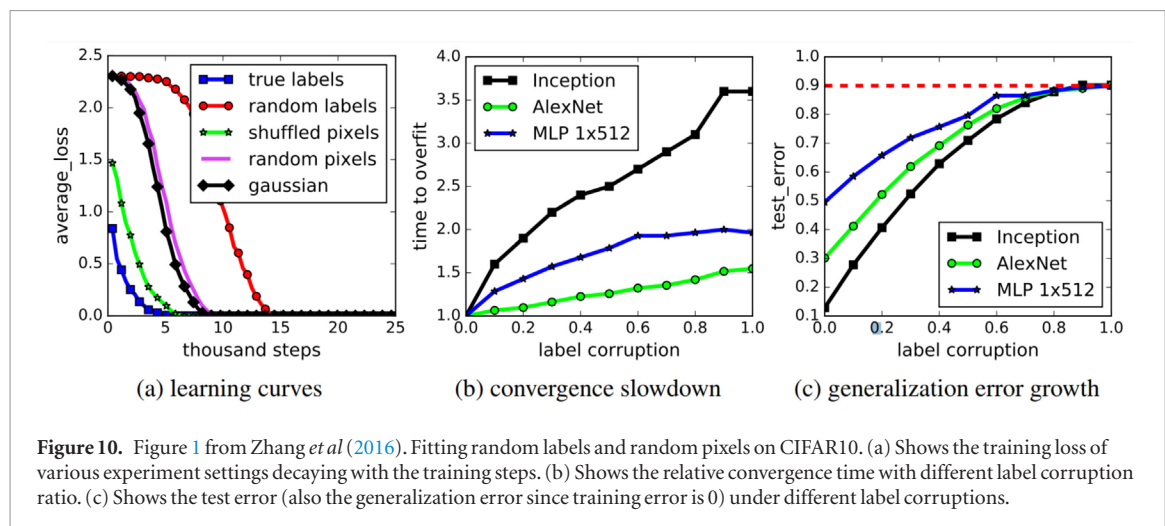 2.5
2.0
1.5
1.0
0.5
0.0
average_loss
true labels
random labels
shuffled pixels
random pixels
gaussian
0 5 10 15 20 25
thousand steps
(a) learning curves
4.0
3.5
3.0
2.5
2.0
1.5
1.0
time to overfit
Inception
AlexNet
MLP 1x512
0.0 0.2 0.4 0.6 0.8 1.0
label corruption
(b) convergence slowdown
1.0
0.9
0.8
0.7
0.6
0.5
0.4
0.3
0.2
0.1
test_error
Inception
AlexNet
MLP 1x512
0.0 0.2 0.4 0.6 0.8 1.0
label corruption
(c) generalization error growth
Figure 10. Figure 1 from Zhang et al (2016). Fitting random labels and random pixels on CIFAR10. (a) Shows the training loss of
various experiment settings decaying with the training steps. (b) Shows the relative convergence time with different label corruption
ratio. (c) Shows the test error (also the generalization error since training error is 0) under different label corruptions.